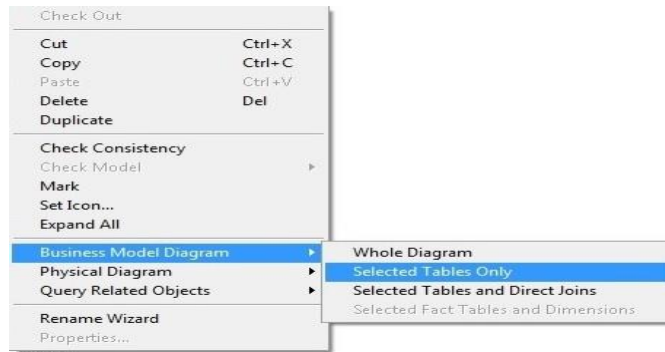 Check Out
Cut Ctrl+X
Copy Ctrl+C
Paste Ctrl+V
Delete Del
Duplicate
Check Consistency
Check Model
Mark
Set Icon...
Expand All
Business Model Diagram
Physical Diagram
Query Related Objects
Rename Wizard
Properties...
Whole Diagram
Selected Tables Only
Selected Tables and Direct Joins
Selected Fact Tables and Dimensions